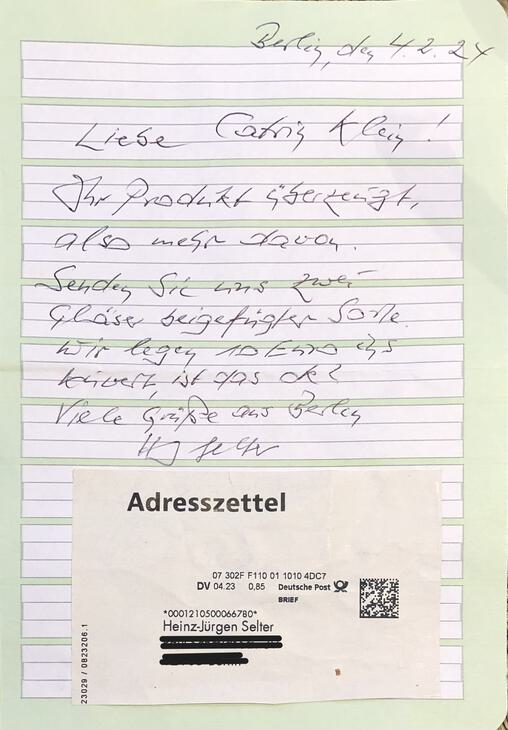 Berlin, den 4.2.24
Liebe Catrin Klein!
Ihr Produkt überzeugt,
also mehr davon.
Senden Sie uns zwei
Gläser beigefügter Sorte.
Wir legen 10 Euro ins
Kuvert, ist das ok?
Viele Grüße aus Berlin
HJ Selter
Adresszettel
07 302F F110 01 1010 4DC7
DV 04.23 0,85 Deutsche Post
BRIEF
*0001210500066780*
Heinz-Jürgen Selter
23029 / 0823206.1